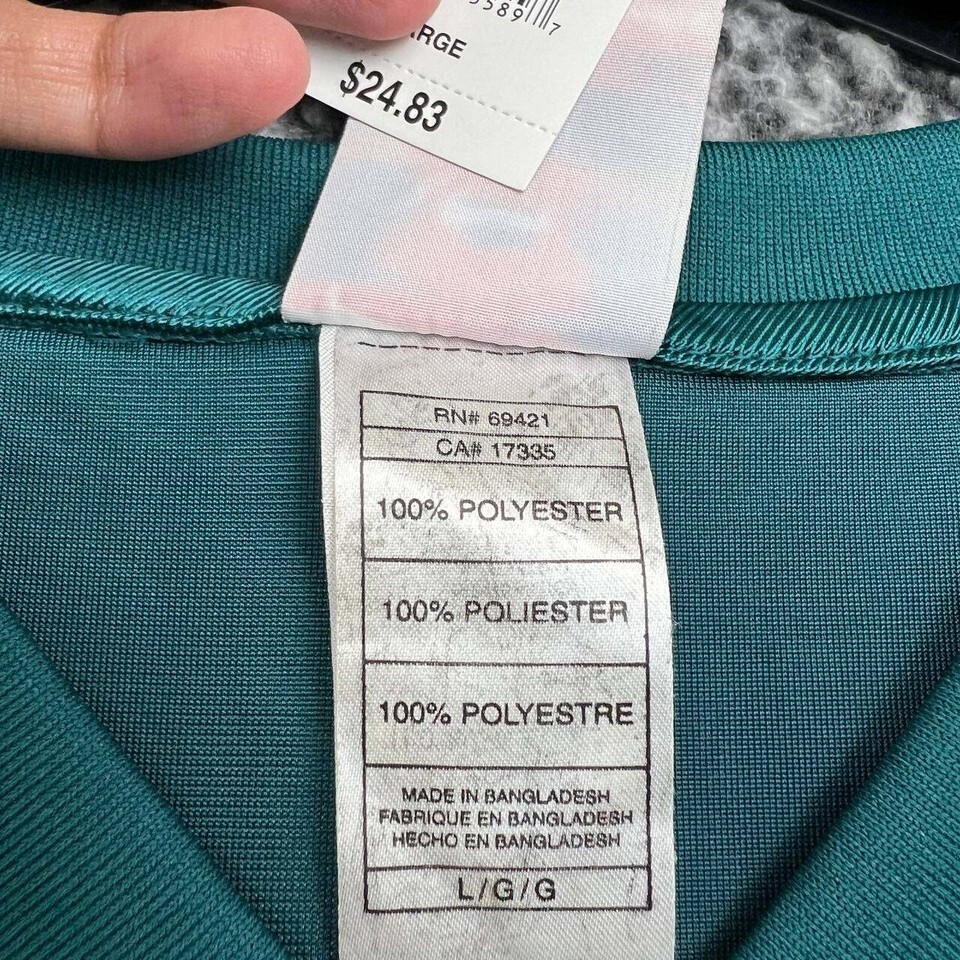 $24.83
RN# 69421
CA# 17335
100% POLYESTER
100% POLIESTER
100% POLYESTRE
MADE IN BANGLADESH
FABRIQUE EN BANGLADESH
HECHO EN BANGLADESH
L/G/G